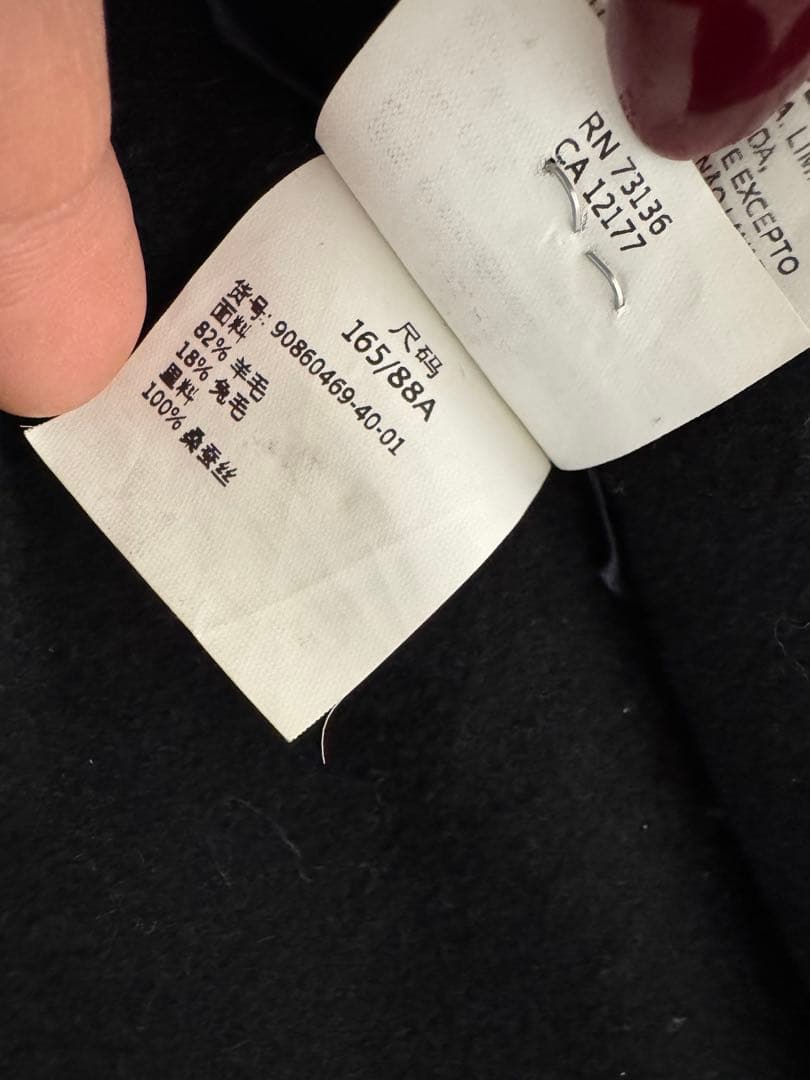 RN 73136
CA 12177
E EXCEPTO
尺码
165/88A
货号: 90860469-40-01
面料
82% 羊毛
18% 兔毛
里料
100% 桑蚕丝